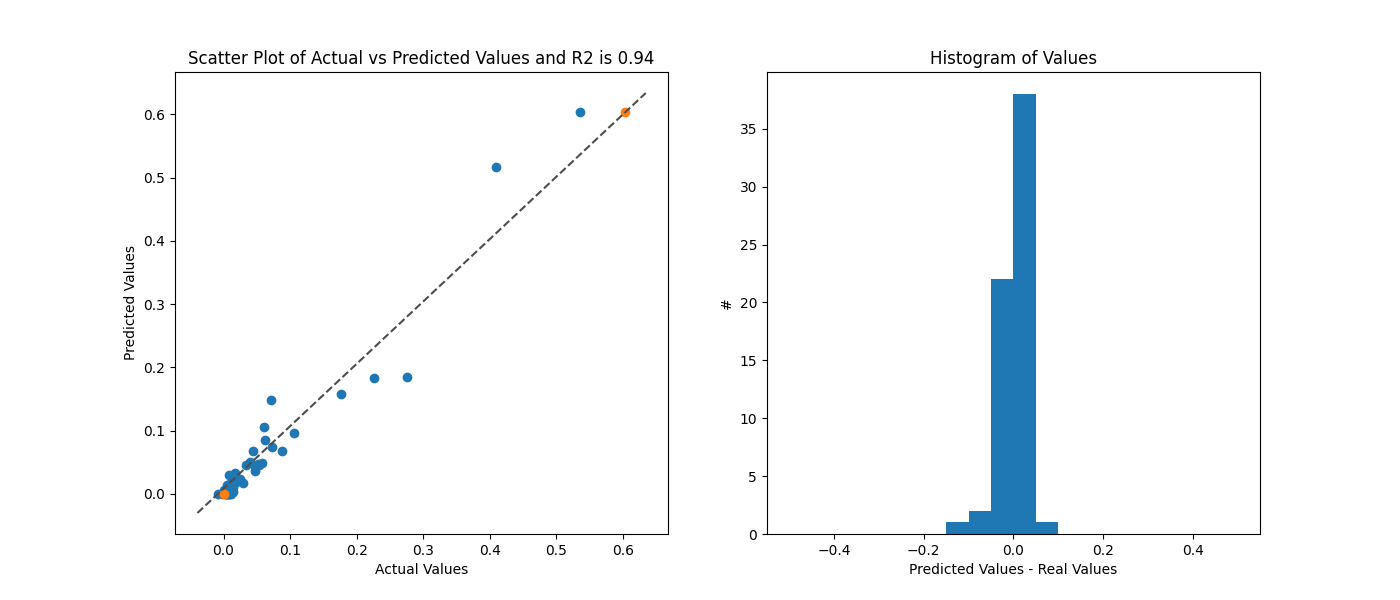 Scatter Plot of Actual vs Predicted Values and R2 is 0.94
Predicted Values
0.6
0.5
0.4
0.3
0.2
0.1
0.0
0.0 0.1 0.2 0.3 0.4 0.5 0.6
Actual Values
Histogram of Values
#
35
30
25
20
15
10
5
0
−0.4 −0.2 0.0 0.2 0.4
Predicted Values - Real Values